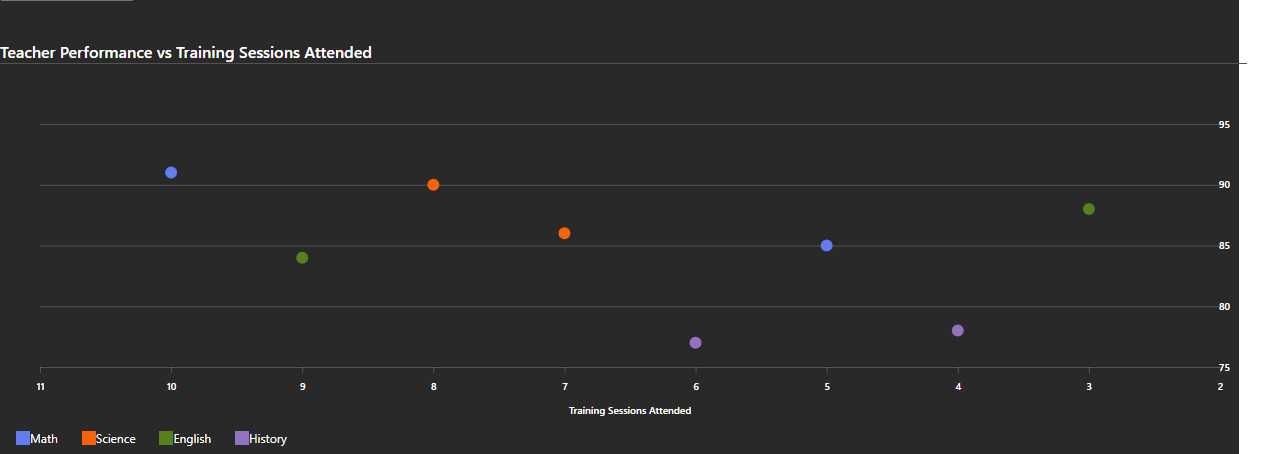 Teacher Performance vs Training Sessions Attended
95
90
85
80
75
11 10 9 8 7 6 5 4 3 2
Training Sessions Attended
Math Science English History